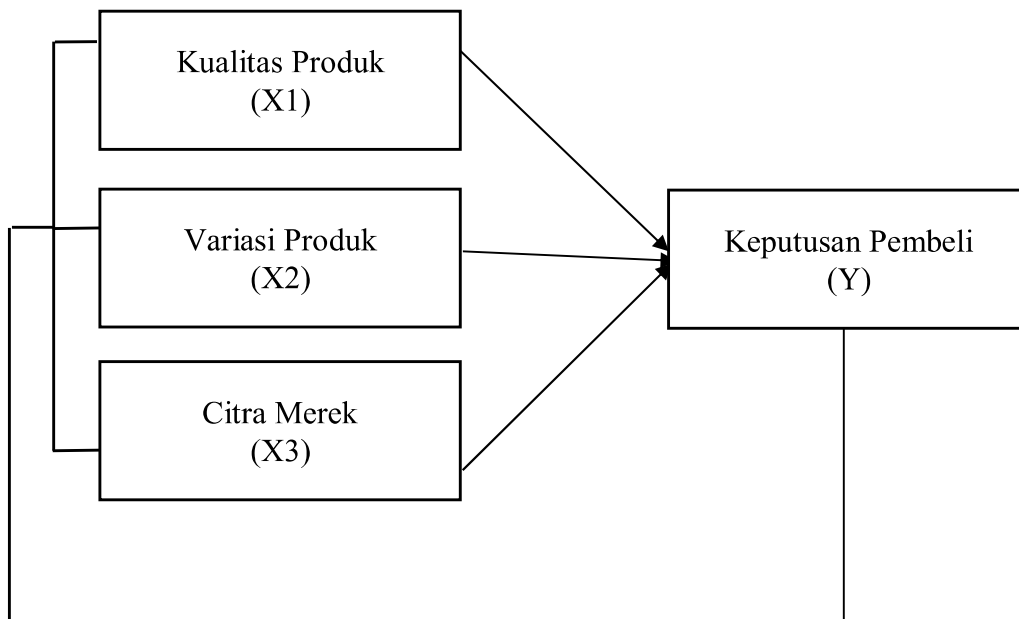 Kualitas Produk
(X1)
Variasi Produk
(X2)
Keputusan Pembeli
(Y)
Citra Merek
(X3)